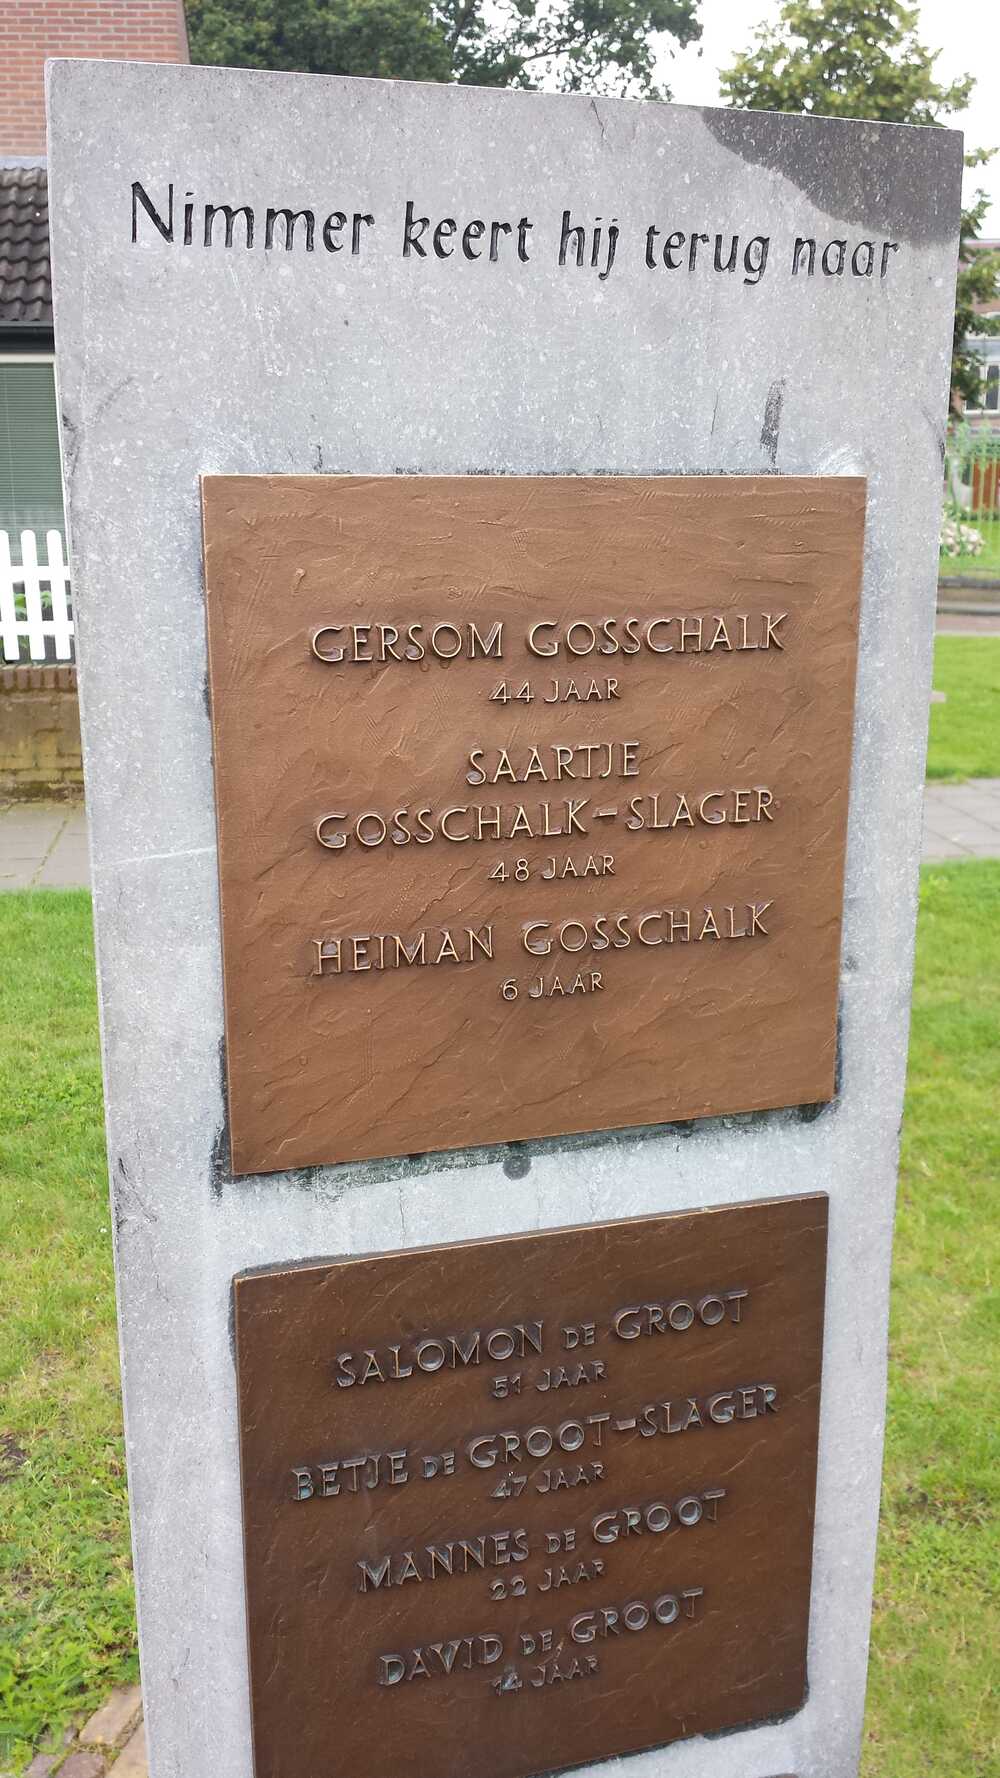 Nimmer keert hij terug naar
GERSOM GOSSCHALK
44 JAAR
SAARTJE
GOSSCHALK-SLAGER
48 JAAR
HEIMAN GOSSCHALK
6 JAAR
SALOMON DE GROOT
51 JAAR
BETJE DE GROOT-SLAGER
47 JAAR
MANNES DE GROOT
22 JAAR
DAVID DE GROOT
14 JAAR